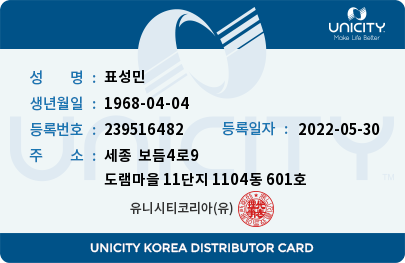 UNICITY
Make Life Better
성 명 : 표성민
생년월일 : 1968-04-04
등록번호 : 239516482 등록일자 : 2022-05-30
주 소 : 세종 보듬4로9
도램마을 11단지 1104동 601호
유니시티코리아(유)
UNICITY KOREA DISTRIBUTOR CARD